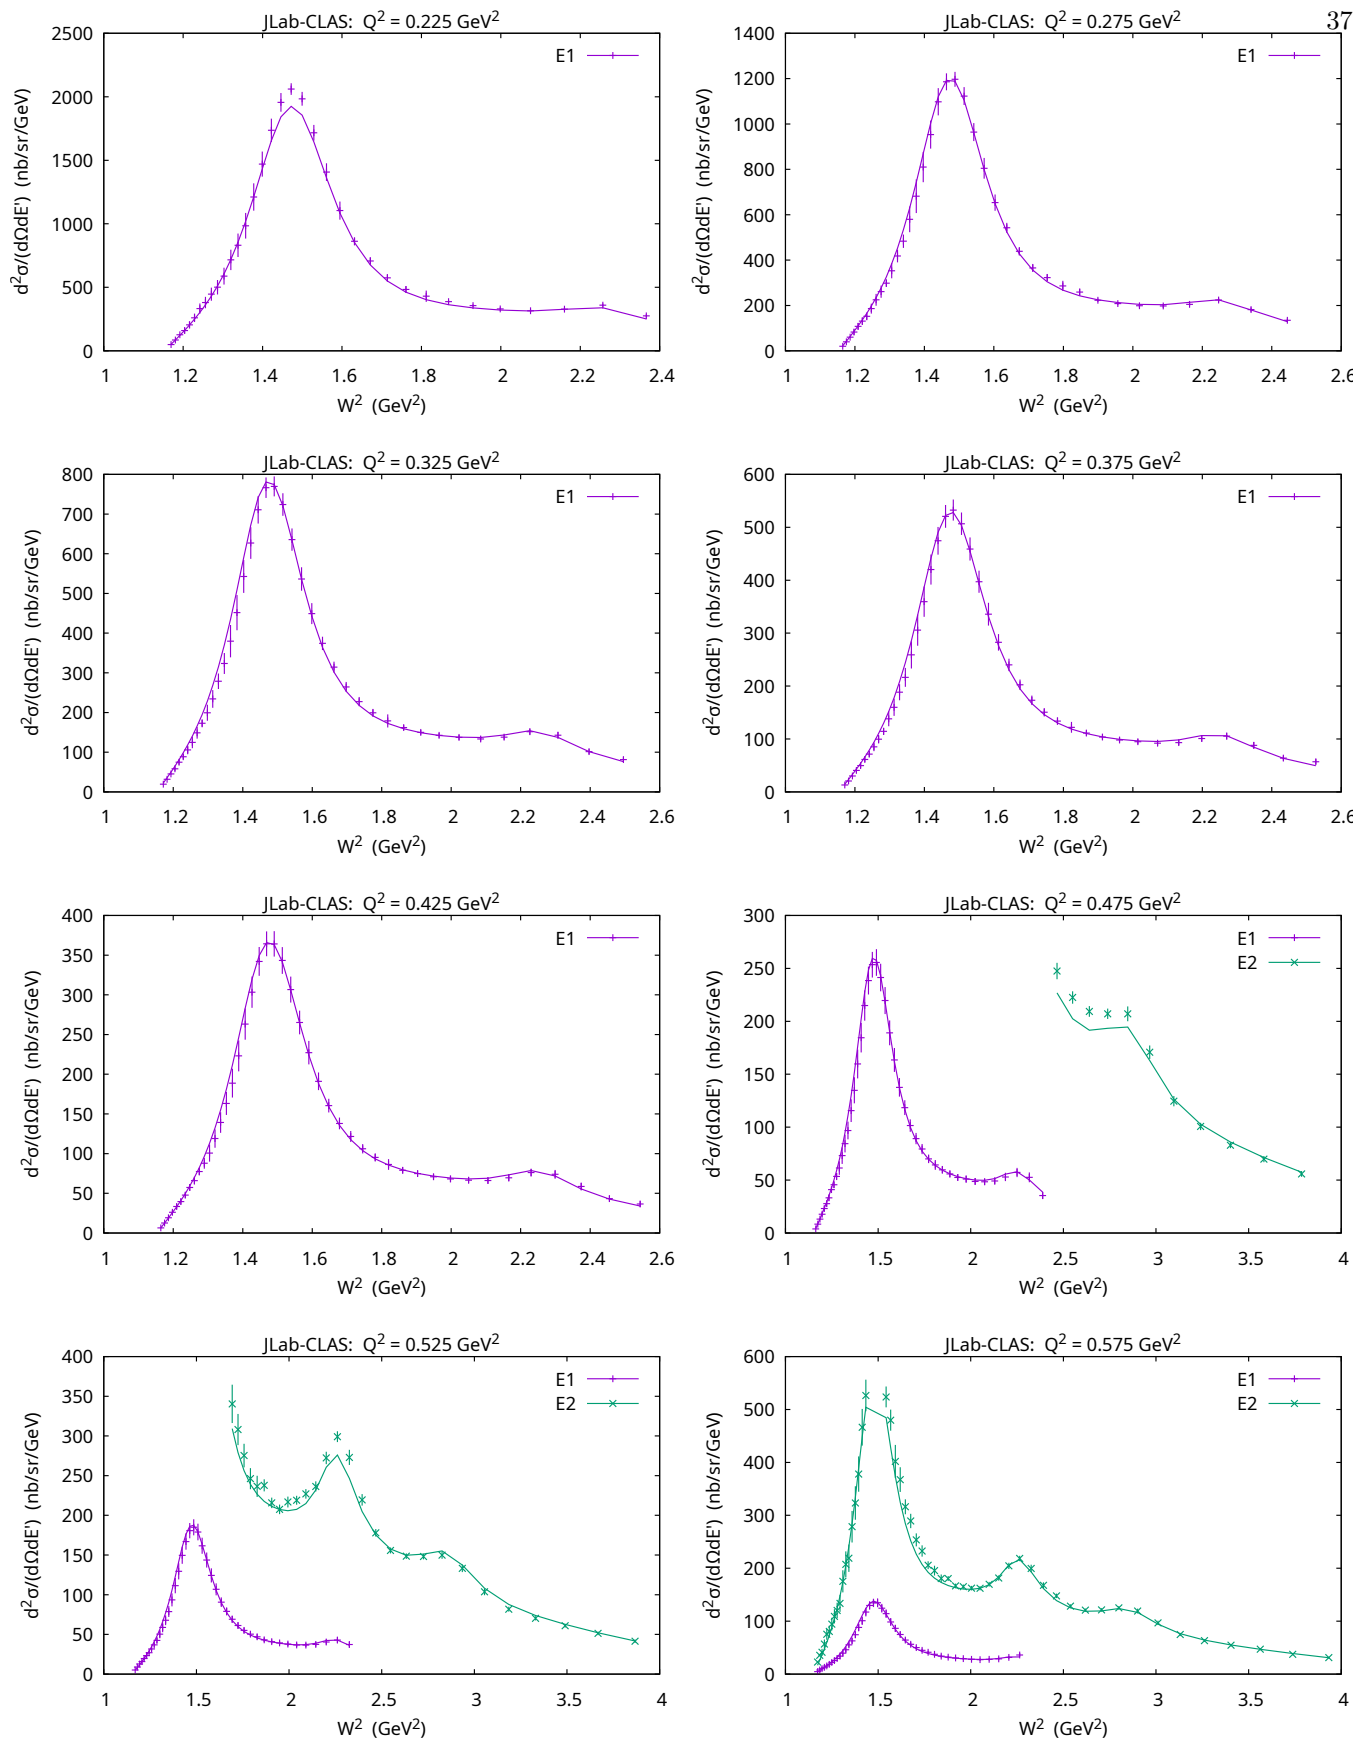 37
JLab-CLAS: Q² = 0.225 GeV²
E1
d²σ/(dΩdE') (nb/sr/GeV)
2500
2000
1500
1000
500
0
1 1.2 1.4 1.6 1.8 2 2.2 2.4
W² (GeV²)
JLab-CLAS: Q² = 0.275 GeV²
E1
d²σ/(dΩdE') (nb/sr/GeV)
1400
1200
1000
800
600
400
200
0
1 1.2 1.4 1.6 1.8 2 2.2 2.4 2.6
W² (GeV²)
JLab-CLAS: Q² = 0.325 GeV²
E1
d²σ/(dΩdE') (nb/sr/GeV)
800
700
600
500
400
300
200
100
0
1 1.2 1.4 1.6 1.8 2 2.2 2.4 2.6
W² (GeV²)
JLab-CLAS: Q² = 0.375 GeV²
E1
d²σ/(dΩdE') (nb/sr/GeV)
600
500
400
300
200
100
0
1 1.2 1.4 1.6 1.8 2 2.2 2.4 2.6
W² (GeV²)
JLab-CLAS: Q² = 0.425 GeV²
E1
d²σ/(dΩdE') (nb/sr/GeV)
400
350
300
250
200
150
100
50
0
1 1.2 1.4 1.6 1.8 2 2.2 2.4 2.6
W² (GeV²)
JLab-CLAS: Q² = 0.475 GeV²
E1
E2
d²σ/(dΩdE') (nb/sr/GeV)
300
250
200
150
100
50
0
1 1.5 2 2.5 3 3.5 4
W² (GeV²)
JLab-CLAS: Q² = 0.525 GeV²
E1
E2
d²σ/(dΩdE') (nb/sr/GeV)
400
350
300
250
200
150
100
50
0
1 1.5 2 2.5 3 3.5 4
W² (GeV²)
JLab-CLAS: Q² = 0.575 GeV²
E1
E2
d²σ/(dΩdE') (nb/sr/GeV)
600
500
400
300
200
100
0
1 1.5 2 2.5 3 3.5 4
W² (GeV²)